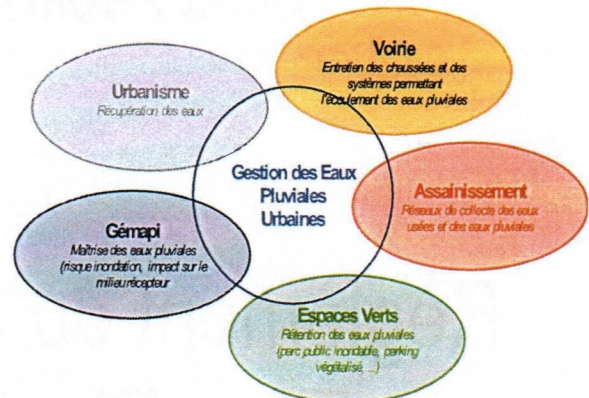 Voirie
Entretien des chaussées et des
systèmes permettant
l'écoulement des eaux pluviales
Urbanisme
Récupération des eaux
Gestion des Eaux
Pluviales
Urbaines
Assainissement
Réseaux de collecte des eaux
usées et des eaux pluviales
Gémapi
Maîtrise des eaux pluviales
(risque inondation, impact sur le
milieu récepteur
Espaces Verts
Rétention des eaux pluviales
(parc public inondable, parking
végétalisé, ...)